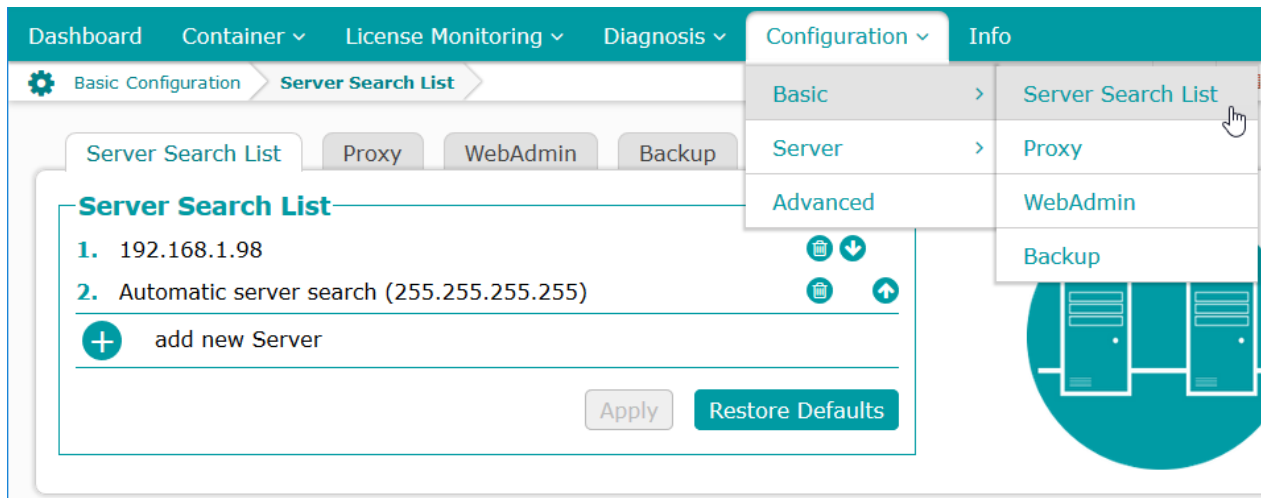 Dashboard Container License Monitoring Diagnosis Configuration Info
Basic Configuration Server Search List
Basic
Server
Advanced
Server Search List
Proxy
WebAdmin
Backup
Server Search List Proxy WebAdmin Backup
Server Search List
1. 192.168.1.98
2. Automatic server search (255.255.255.255)
add new Server
Apply Restore Defaults